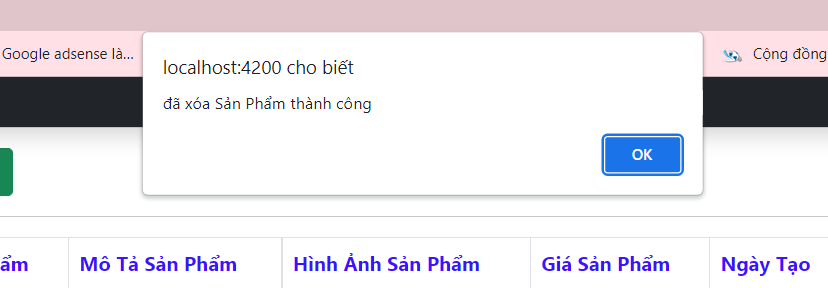 Google adsense là...
Cộng đồng
localhost:4200 cho biết
đã xóa Sản Phẩm thành công
OK
ẩm
Mô Tả Sản Phẩm
Hình Ảnh Sản Phẩm
Giá Sản Phẩm
Ngày Tạo